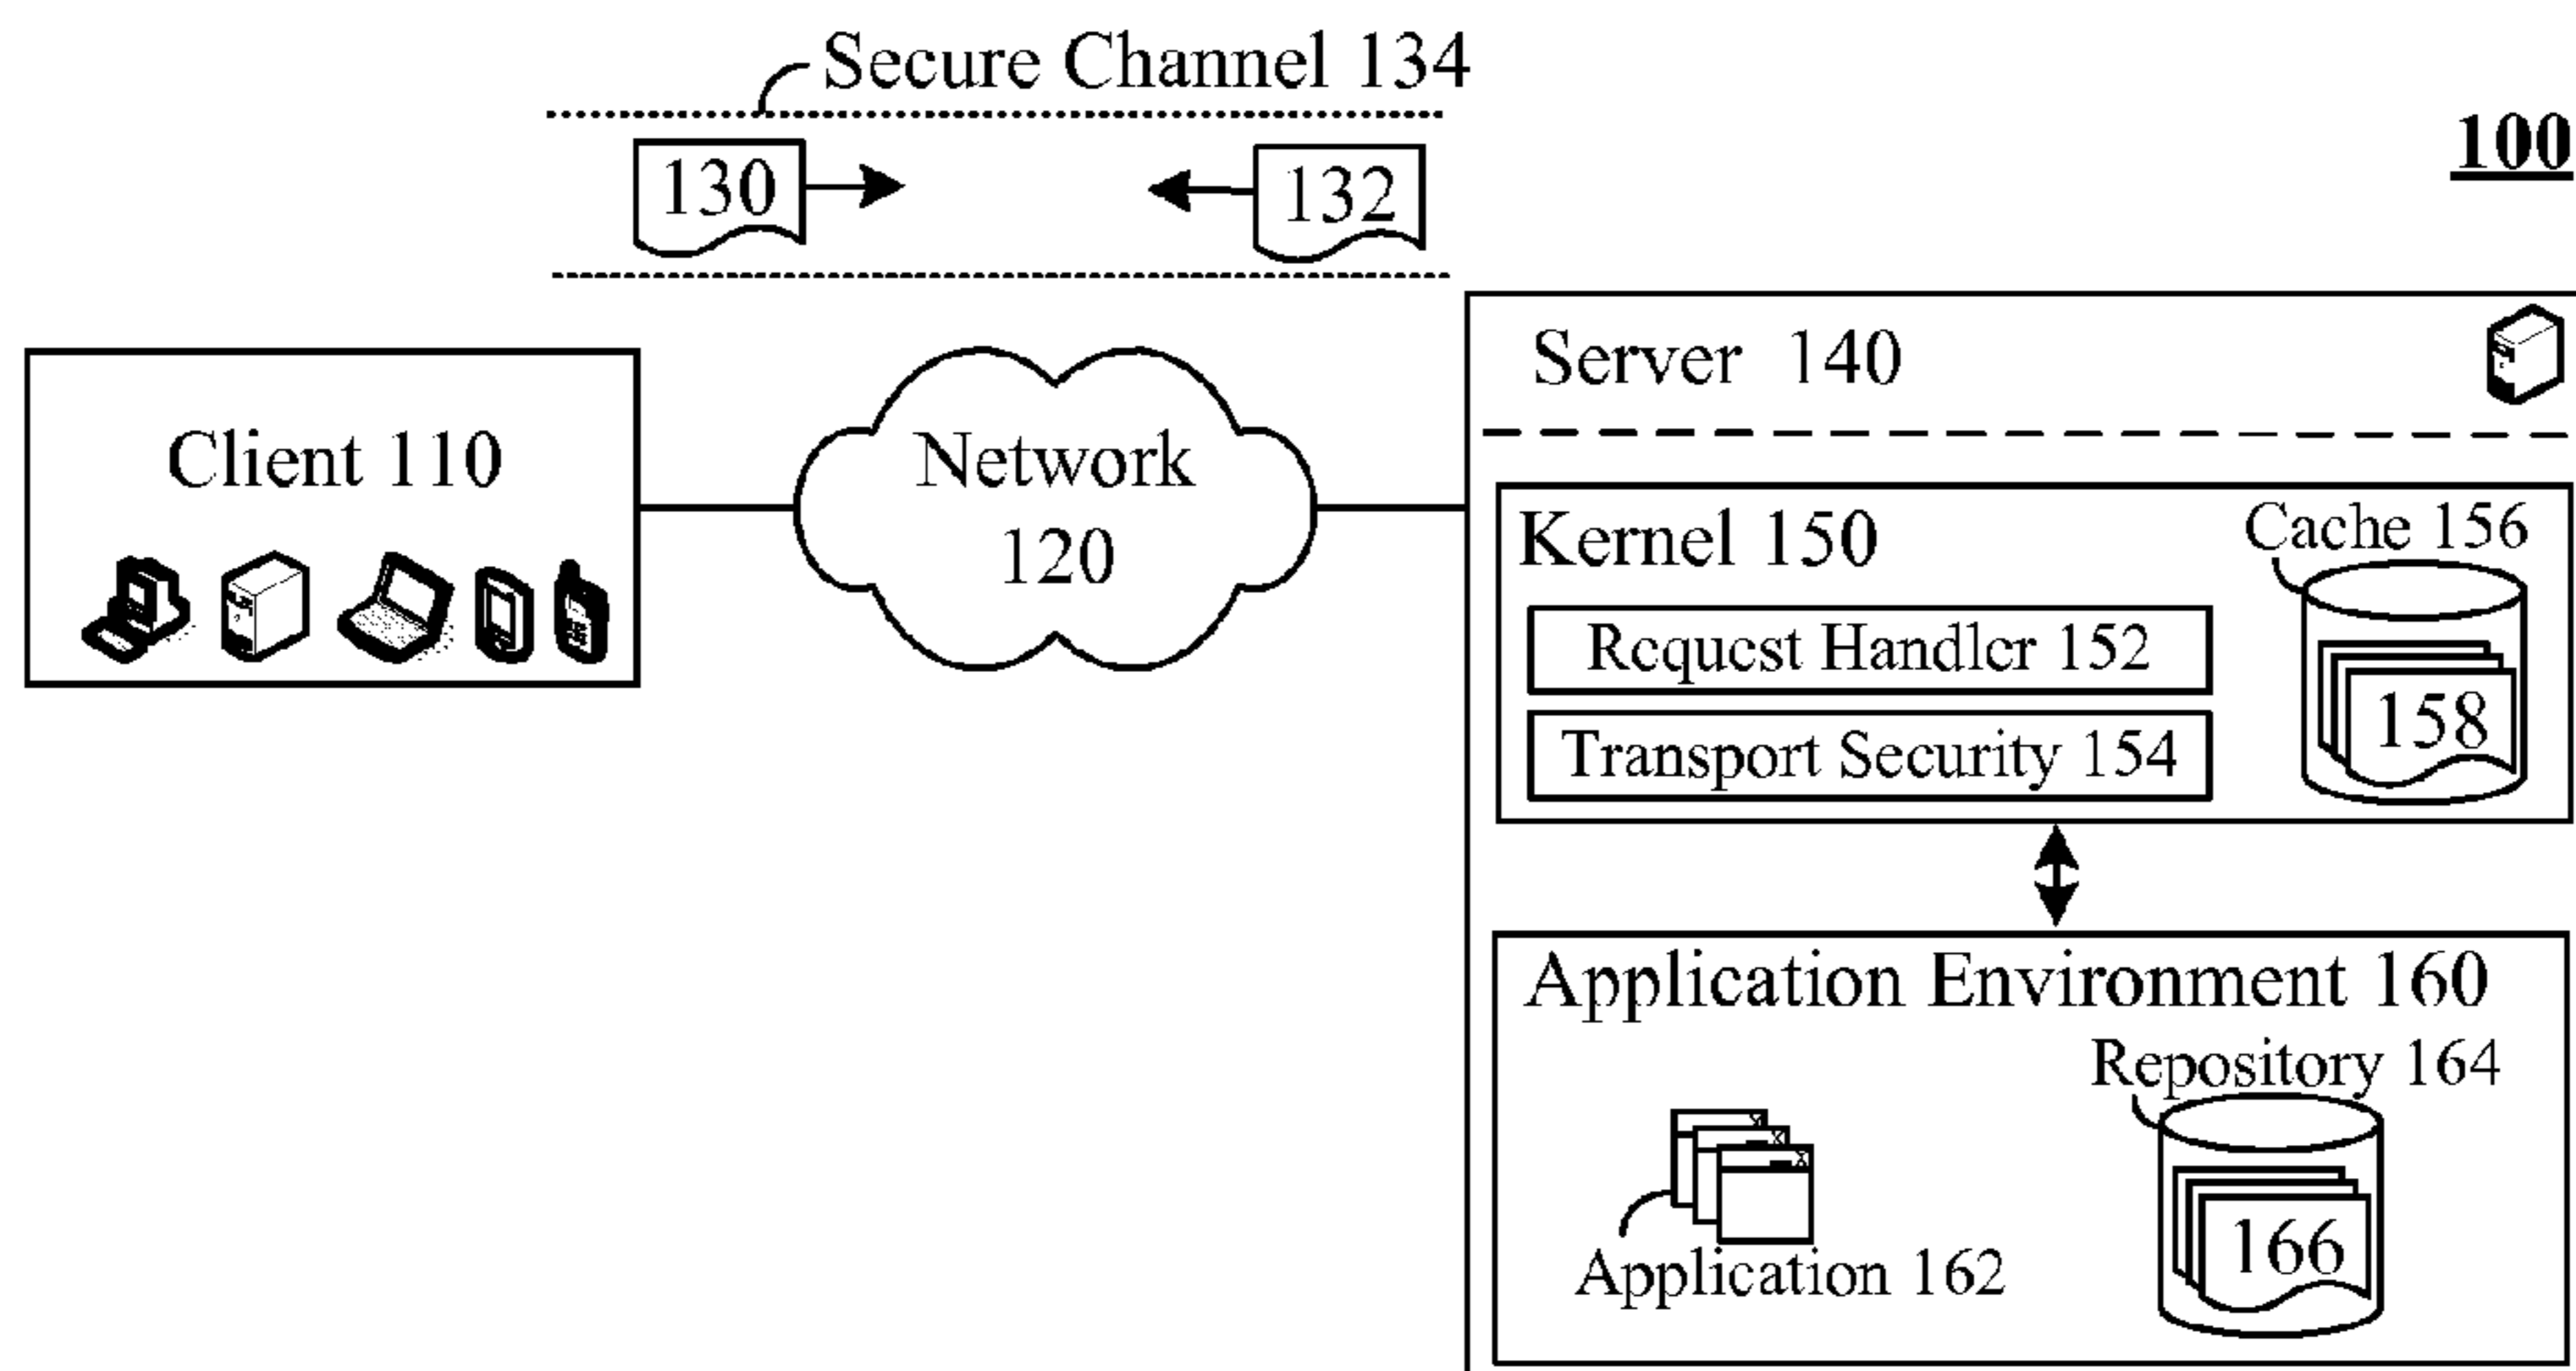 Secure Channel 134
100
130
132
Server 140
Client 110
Network
120
Kernel 150
Cache 156
Request Handler 152
158
Transport Security 154
Application Environment 160
Repository 164
166
Application 162